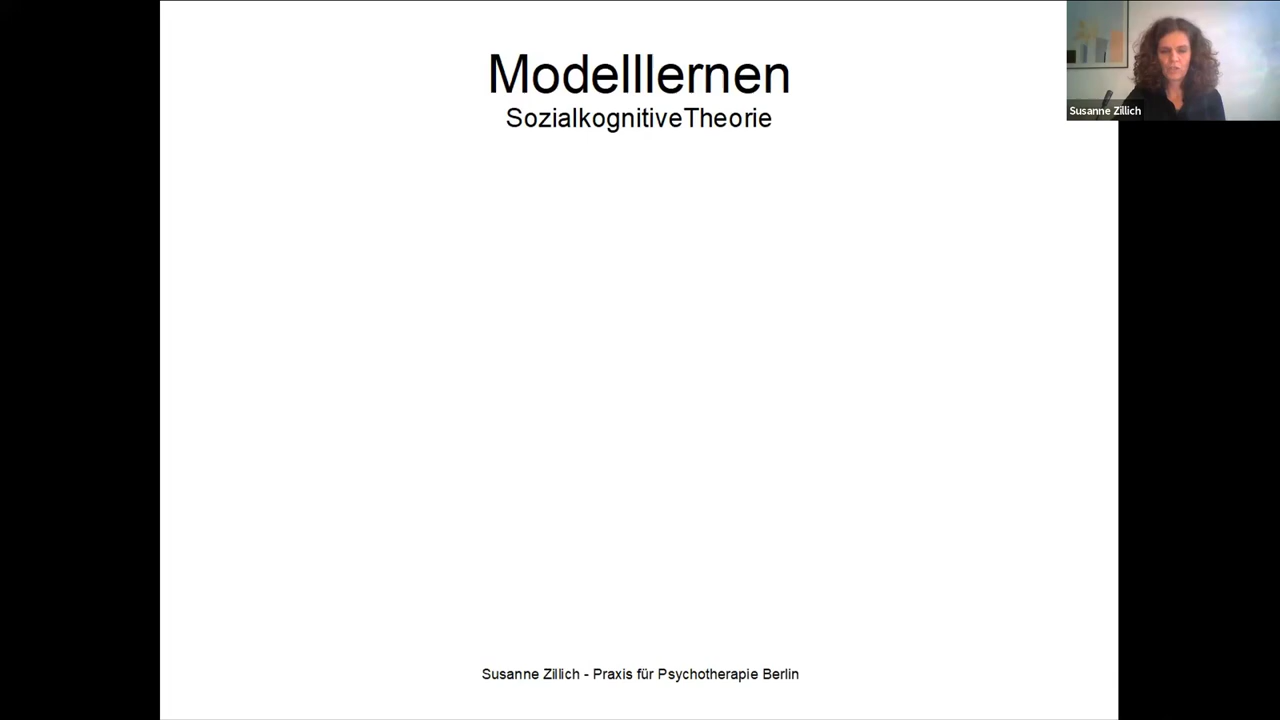 Modelllernen
SozialkognitiveTheorie
Susanne Zillich
Susanne Zillich - Praxis für Psychotherapie Berlin